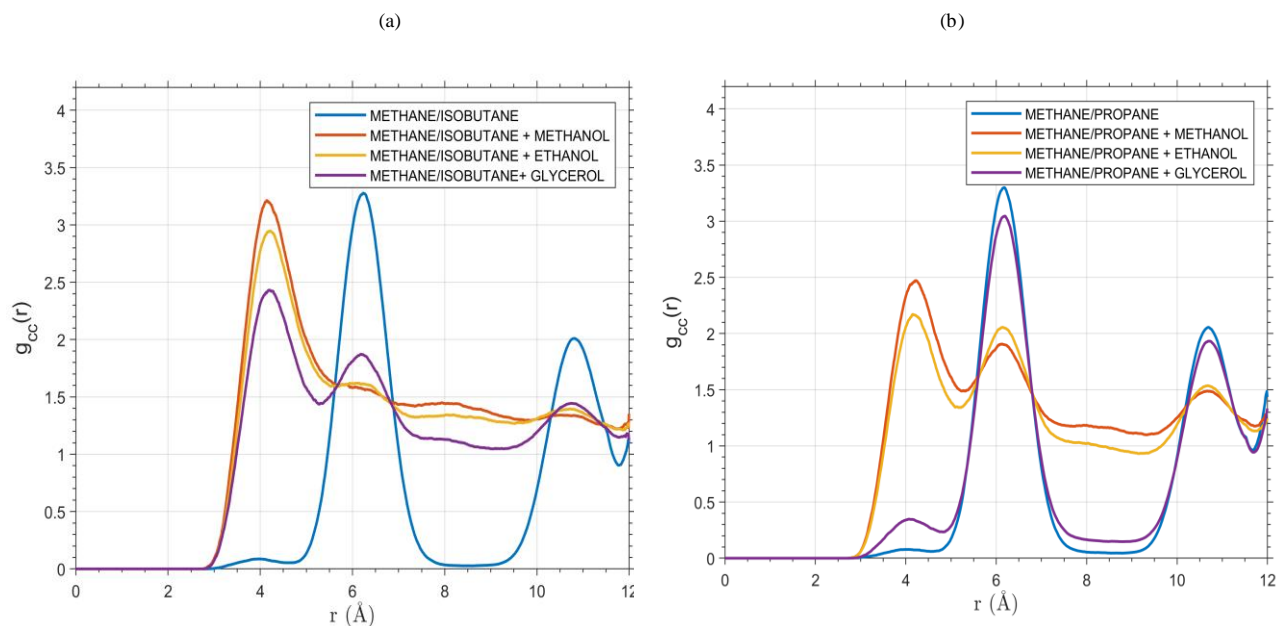 (a)
4
3.5
3
2.5
2
1.5
1
0.5
0
g_cc(r)
METHANE/ISOBUTANE
METHANE/ISOBUTANE + METHANOL
METHANE/ISOBUTANE + ETHANOL
METHANE/ISOBUTANE+ GLYCEROL
0 2 4 6 8 10 12
r (Å)
(b)
4
3.5
3
2.5
2
1.5
1
0.5
0
g_cc(r)
METHANE/PROPANE
METHANE/PROPANE + METHANOL
METHANE/PROPANE + ETHANOL
METHANE/PROPANE + GLYCEROL
0 2 4 6 8 10 12
r (Å)